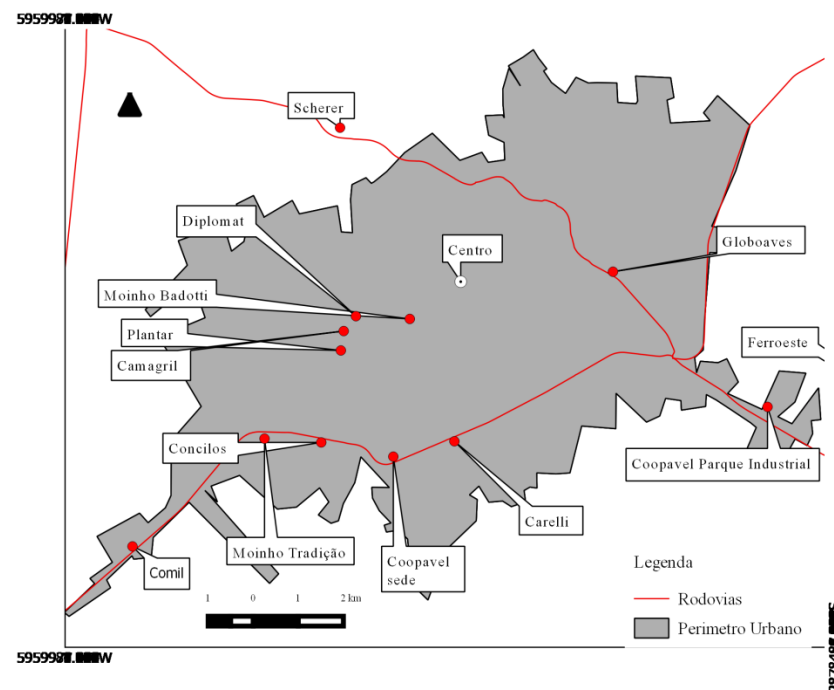 Scherer
Diplomat
Centro
Globoaves
Moinho Badotti
Plantar
Camagril
Ferroeste
Concilos
Coopavel Parque Industrial
Carelli
Moinho Tradição
Coopavel
sede
Comil
Legenda
1 0 1 2 km
Rodovias
Perimetro Urbano